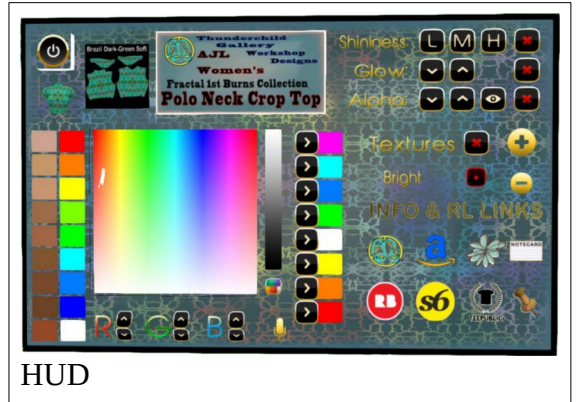 Brazil Dark-Green Soft
Thunderchild
Gallery
AJL Workshop
Designs
Women's
Fractal 1st Burns Collection
Polo Neck Crop Top
Shininess L M H
Glow
Alpha
Textures
Bright
INFO & RL LINKS
a
NOTECARD
RB
s6
TEEPUBLIC
R G B
HUD